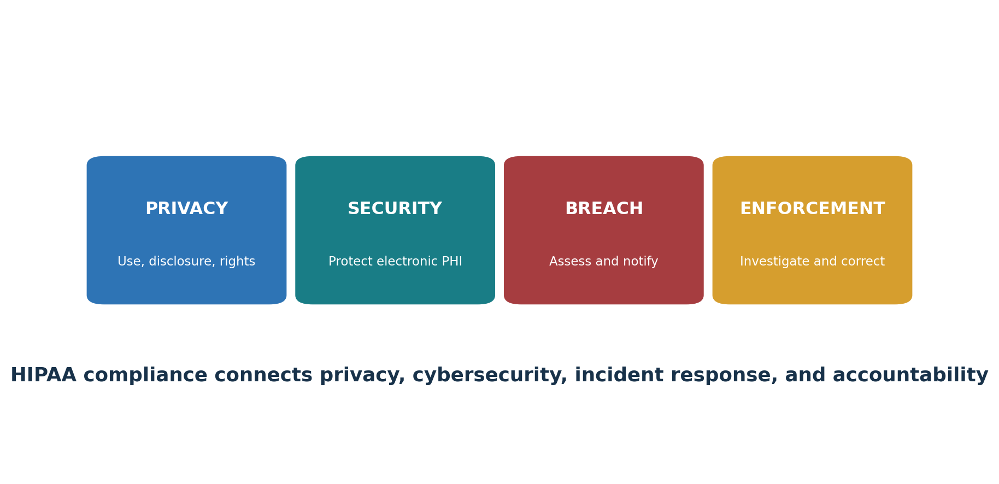 PRIVACY
Use, disclosure, rights
SECURITY
Protect electronic PHI
BREACH
Assess and notify
ENFORCEMENT
Investigate and correct
HIPAA compliance connects privacy, cybersecurity, incident response, and accountability